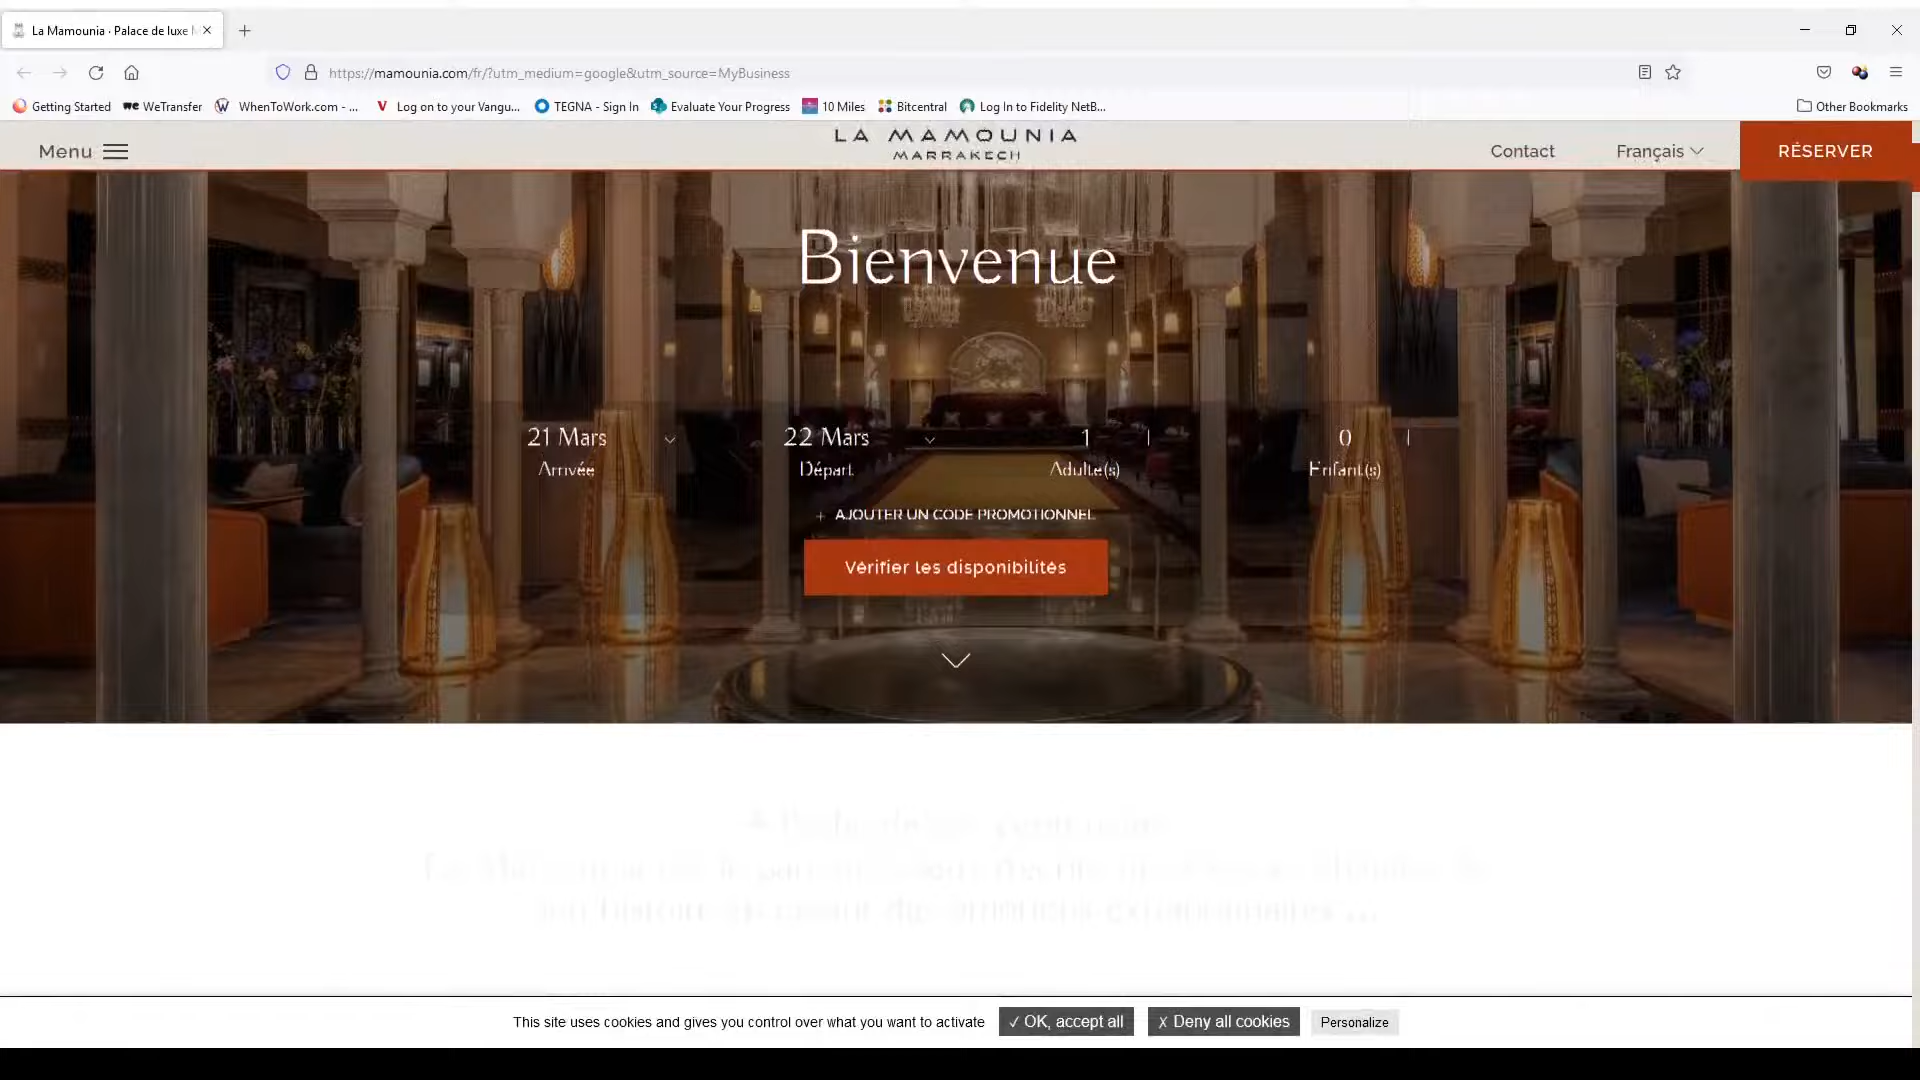 La Mamounia · Palace de luxe M
https://mamounia.com/fr/?utm_medium=google&utm_source=MyBusiness
Getting Started WeTransfer WhenToWork.com - ... Log on to your Vangu... TEGNA - Sign In Evaluate Your Progress 10 Miles Bitcentral Log In to Fidelity NetB... Other Bookmarks
Menu LA MAMOUNIA Contact Français RÉSERVER
MARRAKECH
Bienvenue
21 Mars 22 Mars 1 0
Arrivée Départ Adulte(s) Enfant(s)
+ AJOUTER UN CODE PROMOTIONNEL
Vérifier les disponibilités
This site uses cookies and gives you control over what you want to activate ✓ OK, accept all ✗ Deny all cookies Personalize